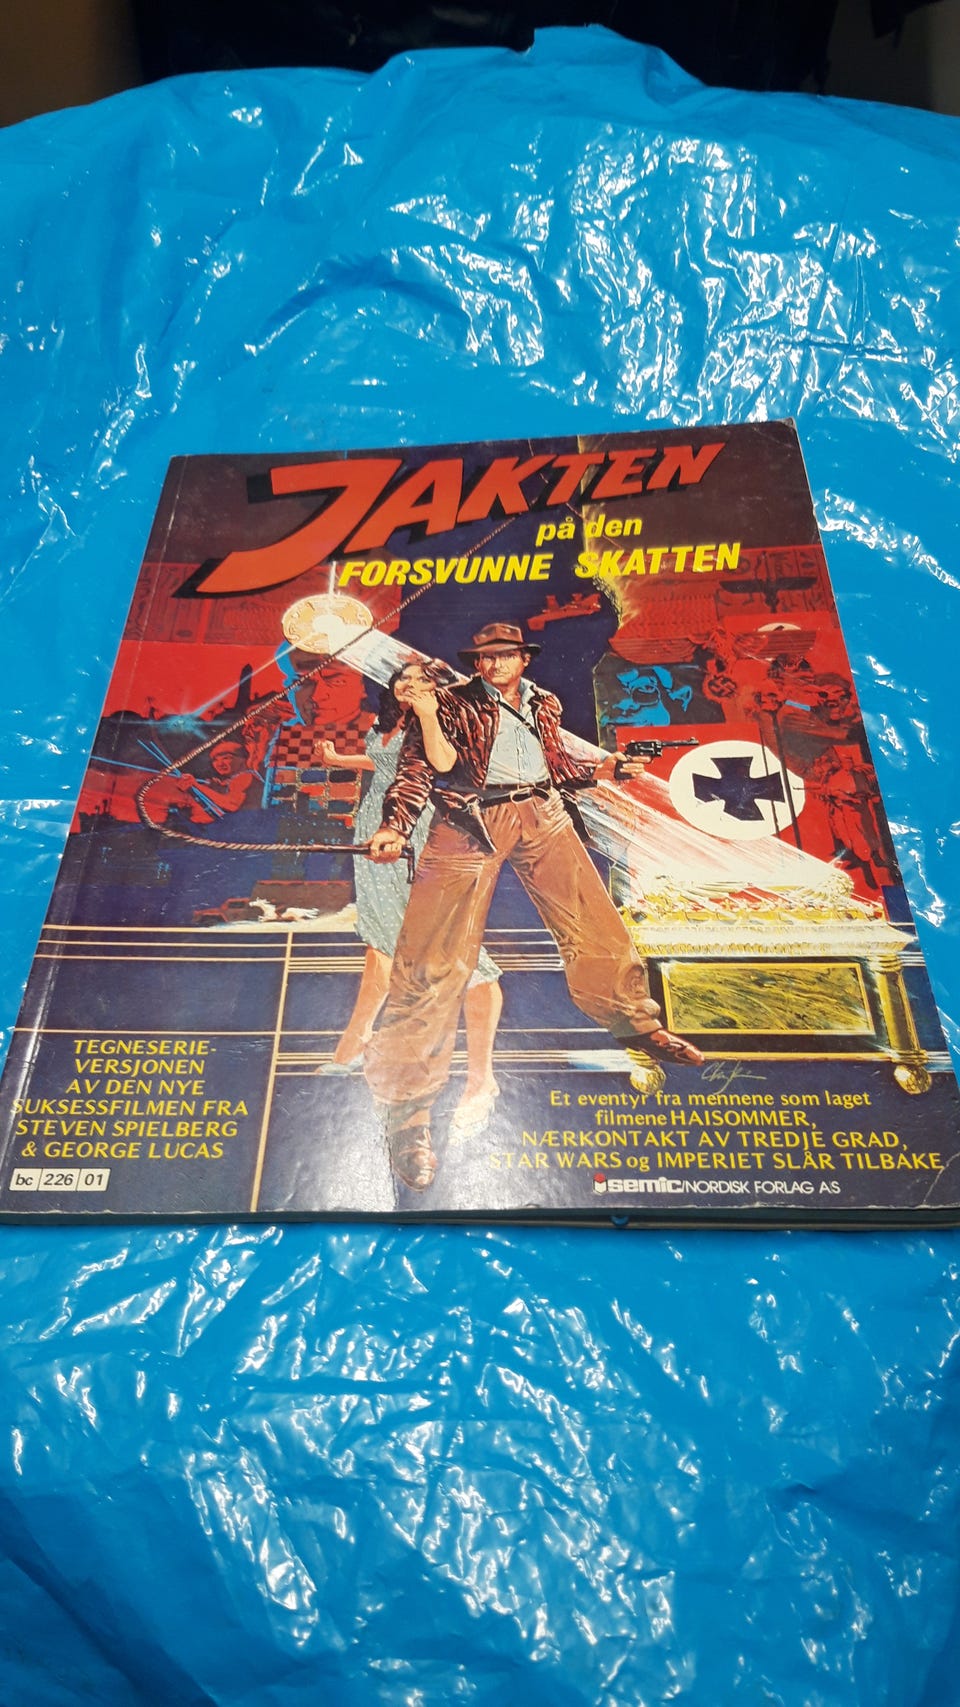 JAKTEN
på den
FORSVUNNE SKATTEN
TEGNESERIE-
VERSJONEN
AV DEN NYE
SUKSESSFILMEN FRA
STEVEN SPIELBERG
& GEORGE LUCAS
bc 226 01
Et eventyr fra mennene som laget
filmene HAISOMMER,
NÆRKONTAKT AV TREDJE GRAD,
STAR WARS og IMPERIET SLÅR TILBAKE
semic/NORDISK FORLAG A/S